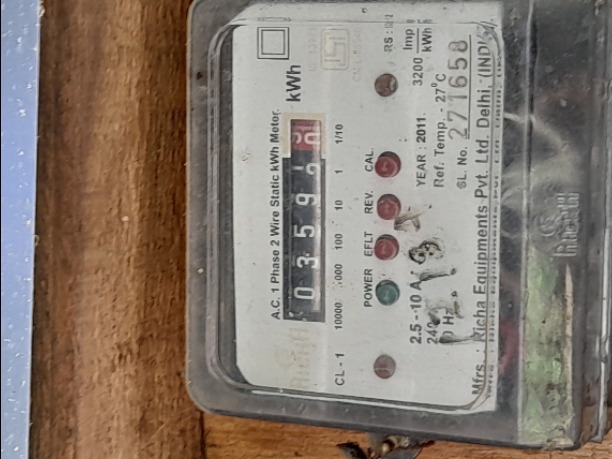 A.C. 1 Phase 2 Wire Static kWh Meter
kWh
0 3 5 9
10000 1000 100 10 1 1/10
CL - 1
POWER EFLT REV. CAL.
2.5 - 10 A
YEAR : 2011
3200 Imp / kWh
240
Hz
Ref. Temp. - 27°C
SL. No. 271658
Mfrs. : Richa Equipments Pvt. Ltd. Delhi. (INDIA)